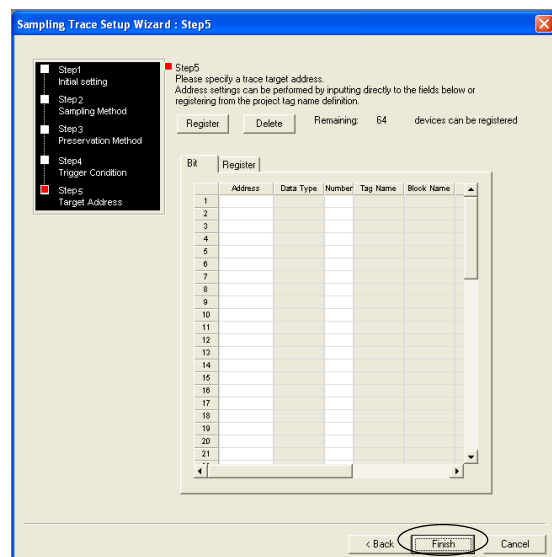 Sampling Trace Setup Wizard : Step5
Step1
Initial setting
Step2
Sampling Method
Step3
Preservation Method
Step4
Trigger Condition
Step5
Target Address
Step5
Please specify a trace target address.
Address settings can be performed by inputting directly to the fields below or
registering from the project tag name definition.
Register Delete Remaining: 64 devices can be registered
Bit Register
Address Data Type Number Tag Name Block Name
1
2
3
4
5
6
7
8
9
10
11
12
13
14
15
16
17
18
19
20
21
< Back Finish Cancel